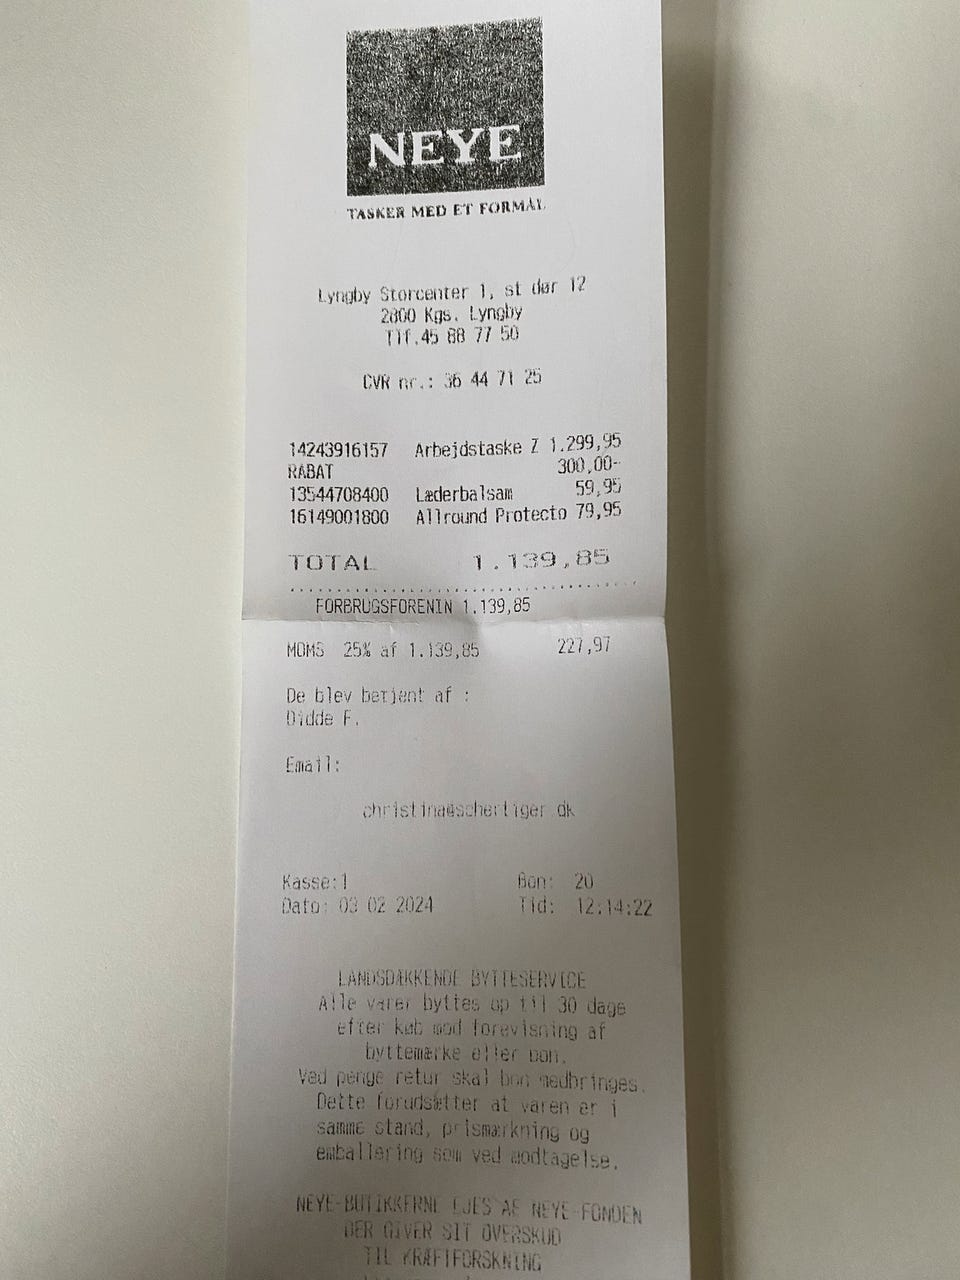 NEYE
TASKER MED ET FORMÅL
Lyngby Storcenter 1, st dør 12
2800 Kgs. Lyngby
Tlf.45 88 77 50
CVR nr.: 36 44 71 25
14243916157 Arbejdstaske Z 1.299,95
RABAT 300,00-
13544708400 Læderbalsam 59,95
16149001800 Allround Protecto 79,95
TOTAL 1.139,85
FORBRUGSFORENIN 1.139,85
MOMS 25% af 1.139,85 227,97
De blev betjent af :
Didde F.
Email:
christina@schertiger.dk
Kasse:1 Bon: 20
Dato: 03 02 2024 Tid: 12:14:22
LANDSDÆKKENDE BYTTESERVICE
Alle varer byttes op til 30 dage
efter køb mod forevisning af
byttemærke eller bon.
Ved penge retur skal bon medbringes.
Dette forudsætter at varen er i
samme stand, prismærkning og
emballering som ved modtagelse.
NEYE-BUTIKKERNE EJES AF NEYE-FONDEN
DER GIVER SIT OVERSKUD
TIL KRÆFTFORSKNING